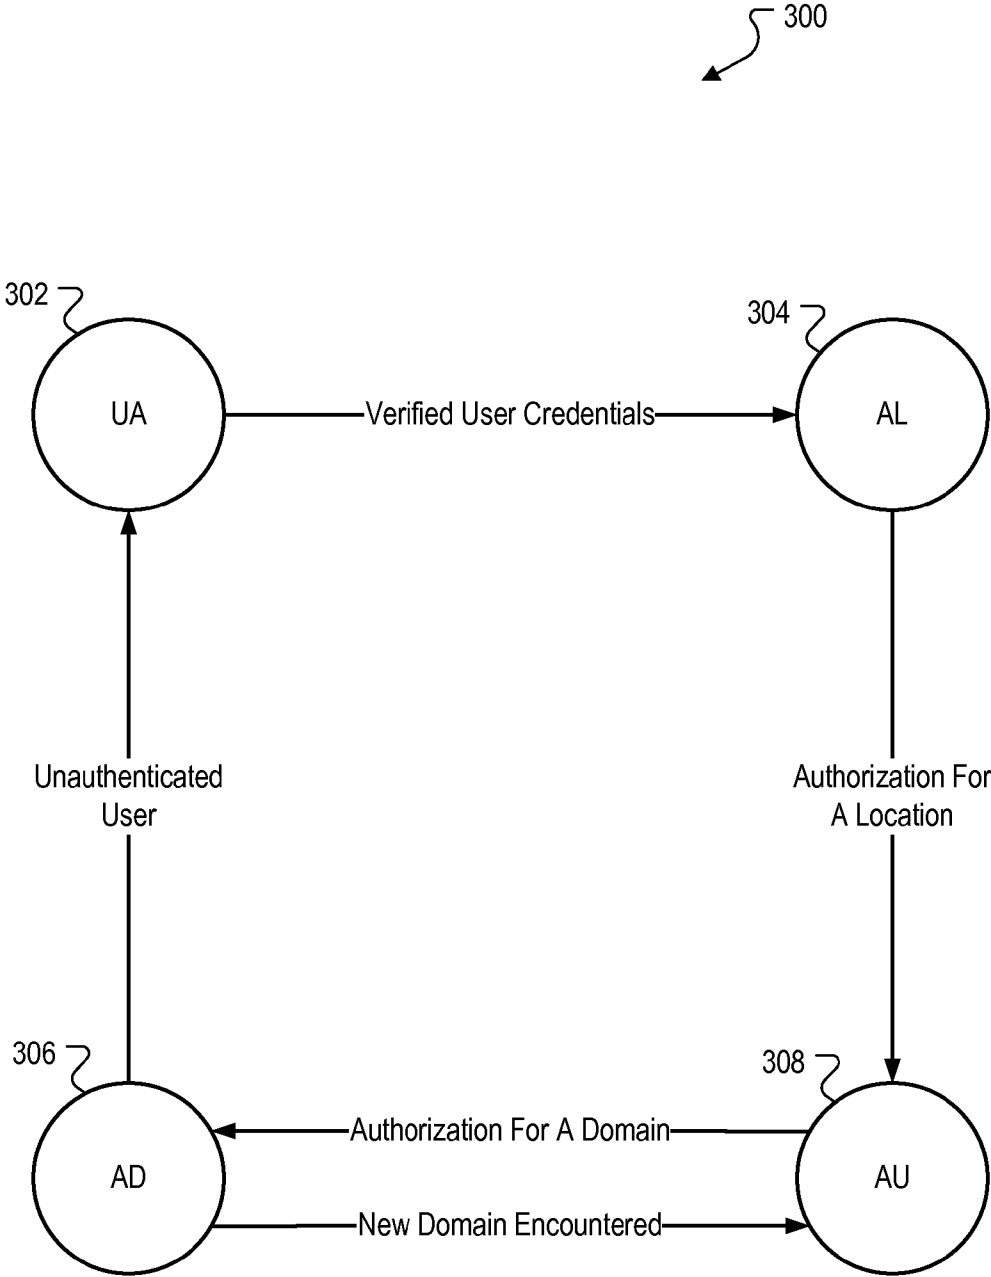 300
302
304
UA
Verified User Credentials
AL
Unauthenticated
User
Authorization For
A Location
306
308
Authorization For A Domain
AD
AU
New Domain Encountered